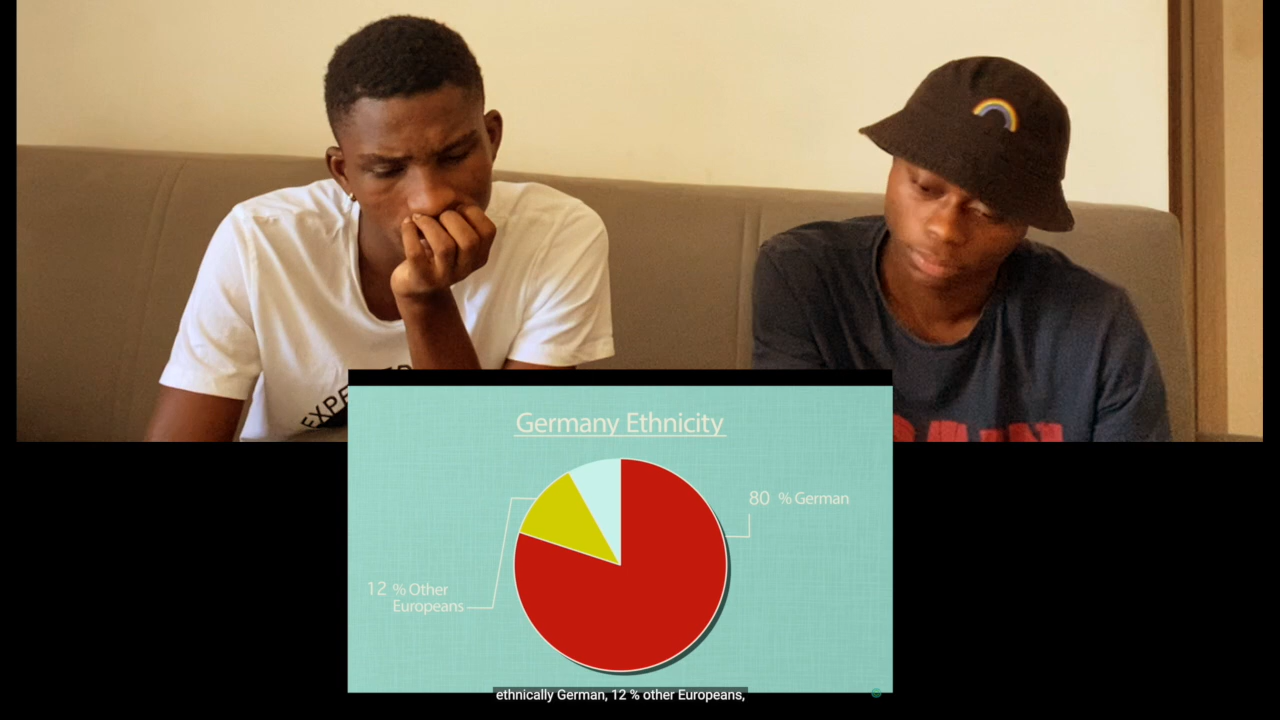 Germany Ethnicity
80 % German
12 % Other
Europeans
ethnically German, 12 % other Europeans,